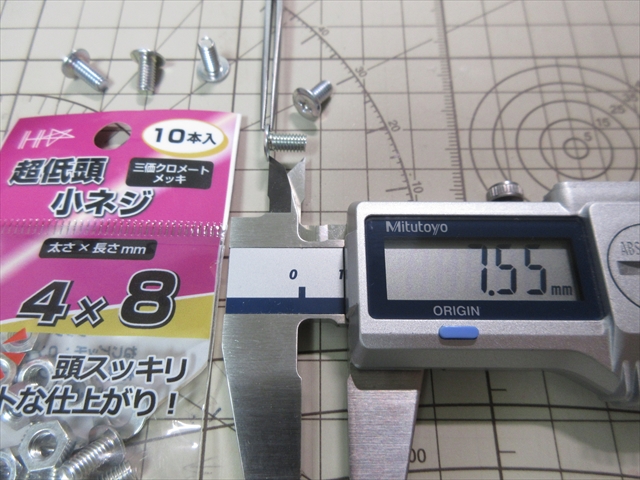 10本入
超低頭
小ネジ
三価クロメート
メッキ
太さ×長さmm
4×8
頭スッキリ
トな仕上がり!
Mitutoyo
7.55 mm
ORIGIN
0
ABS